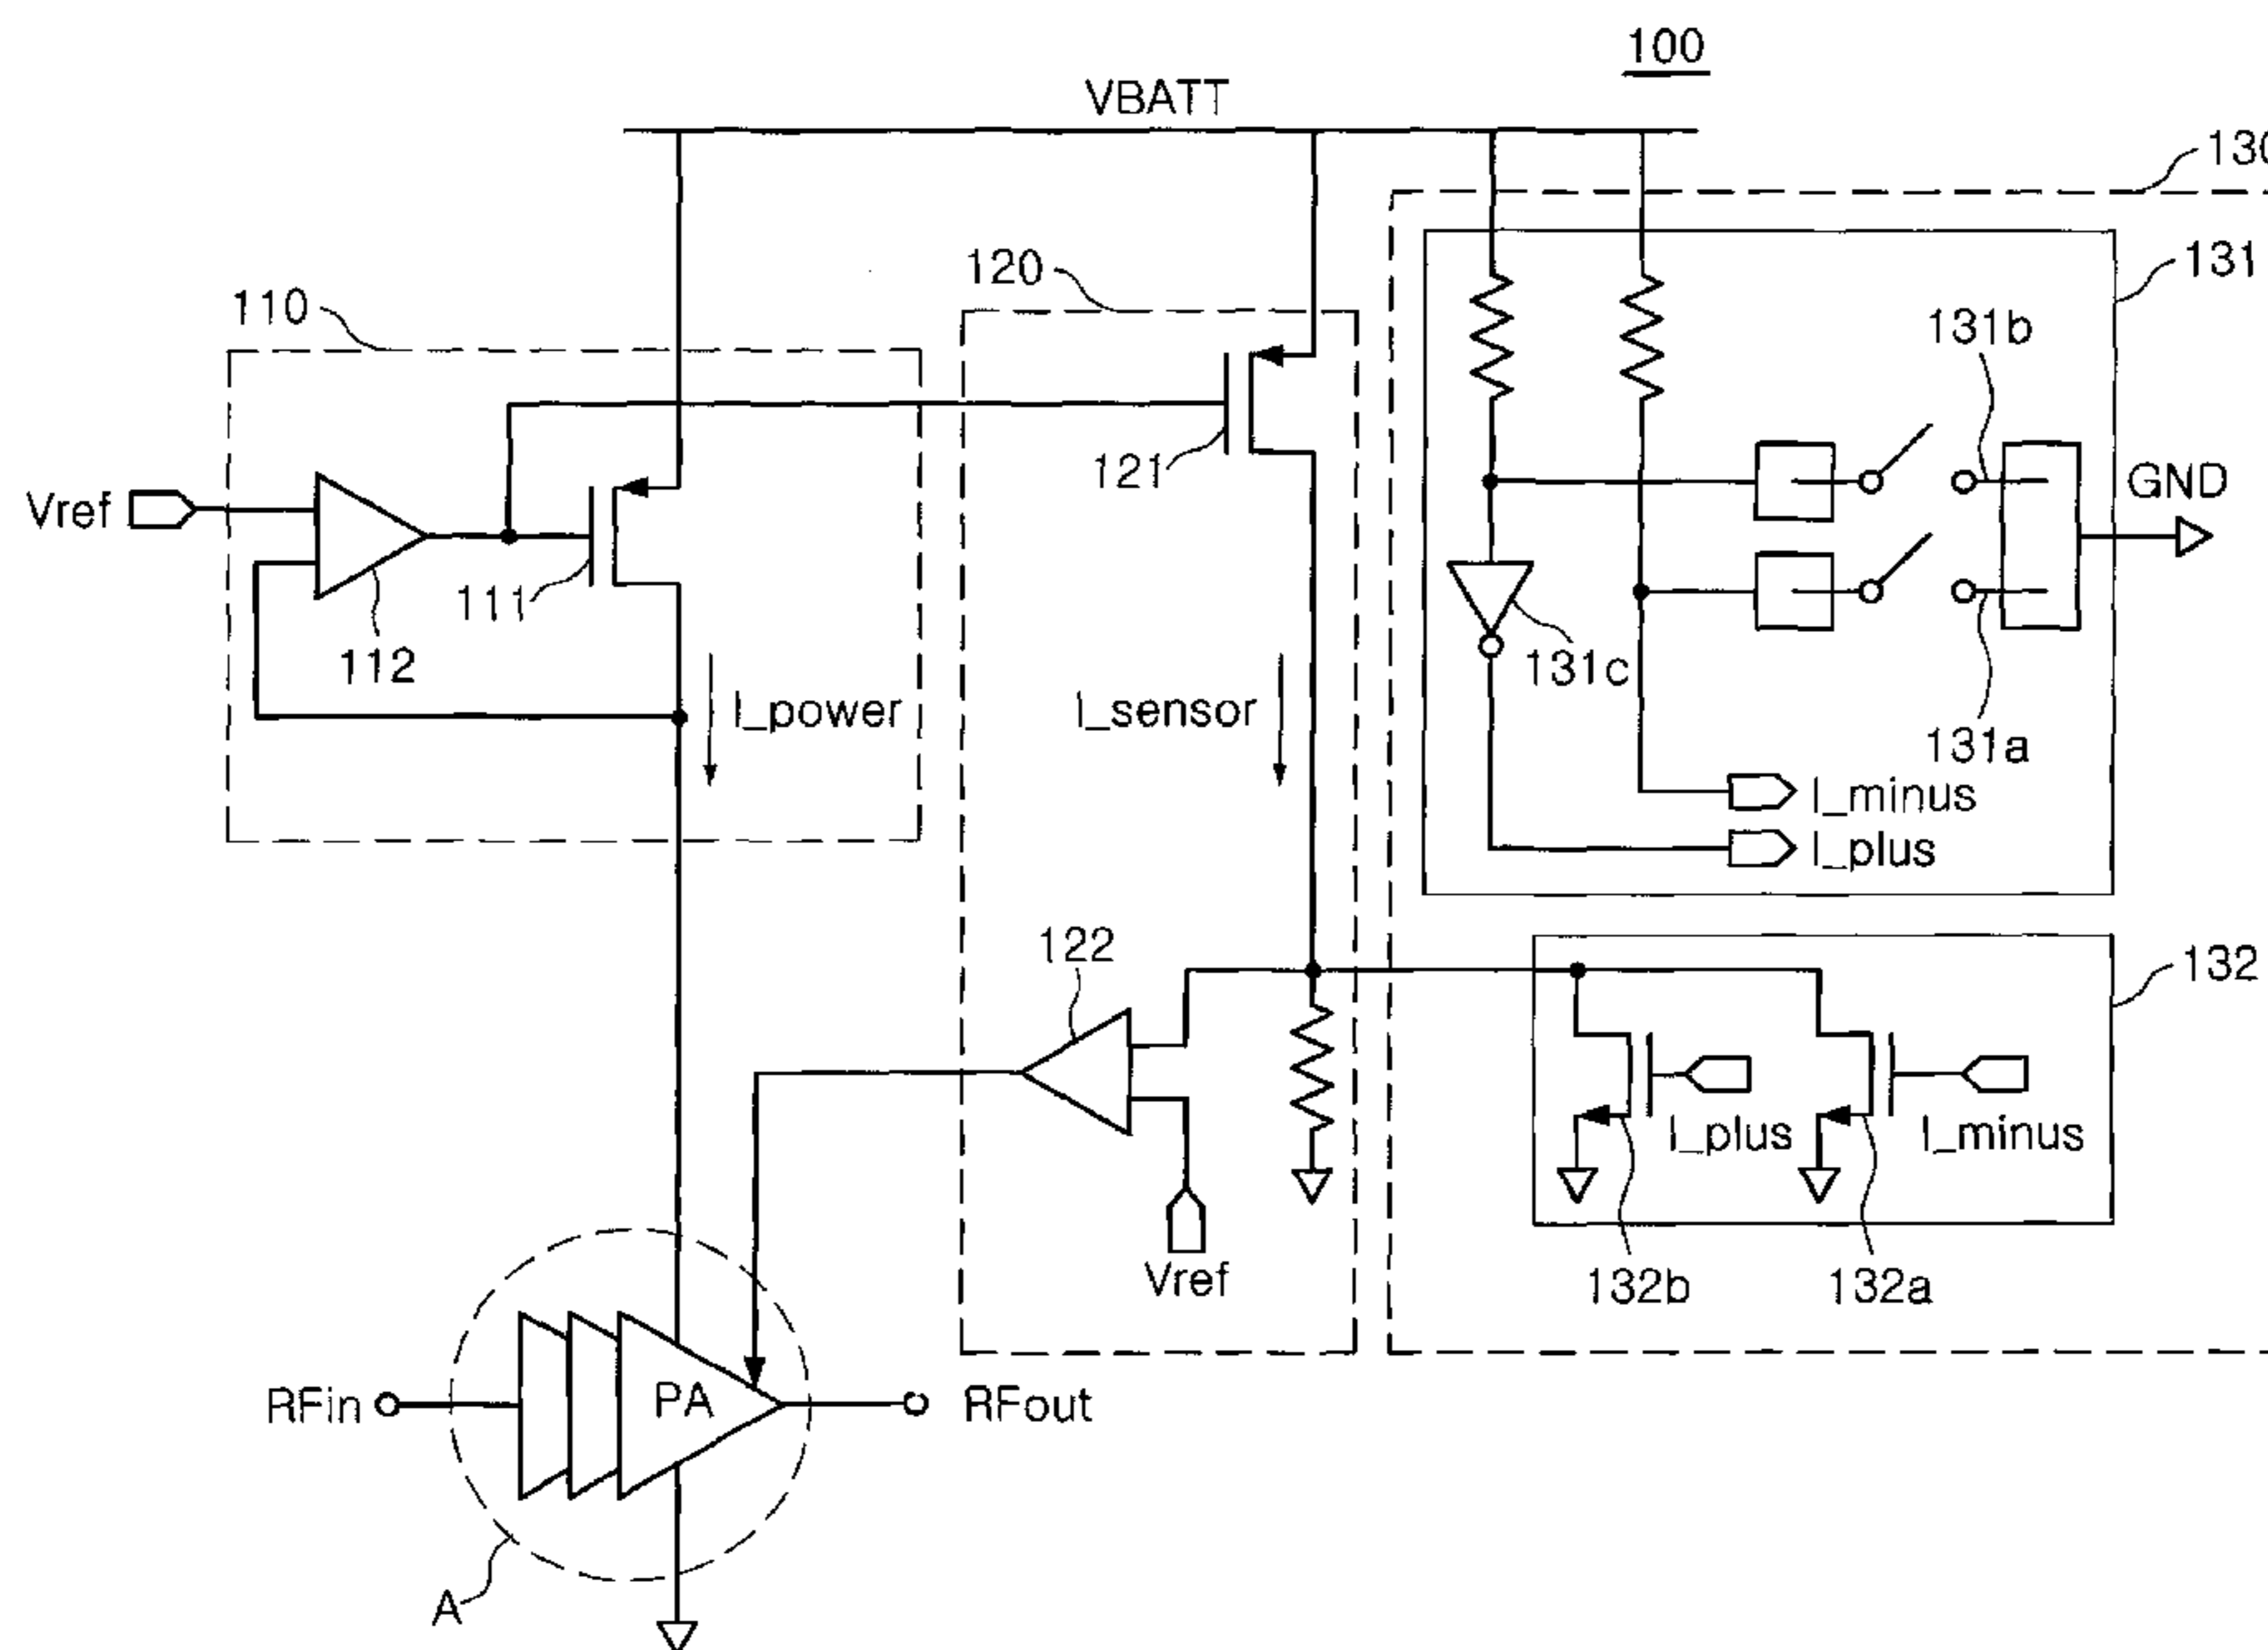 100
VBATT
130
131
120
110
131b
GND
121
Vref
111
112
131c
I_power
I_sensor
131a
I_minus
I_plus
122
132
I_plus
I_minus
Vref
132b
132a
RFin
PA
RFout
A